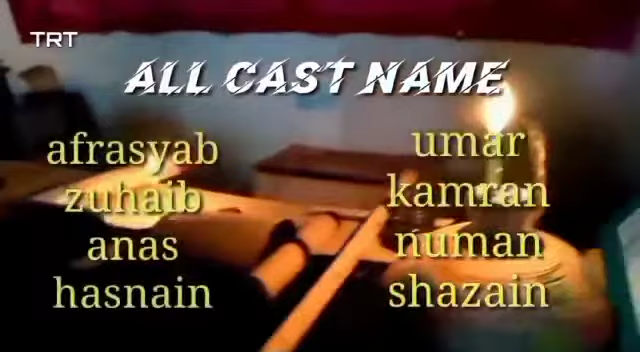 TRT
ALL CAST NAME
afrasyab
zuhaib
anas
hasnain
umar
kamran
numan
shazain